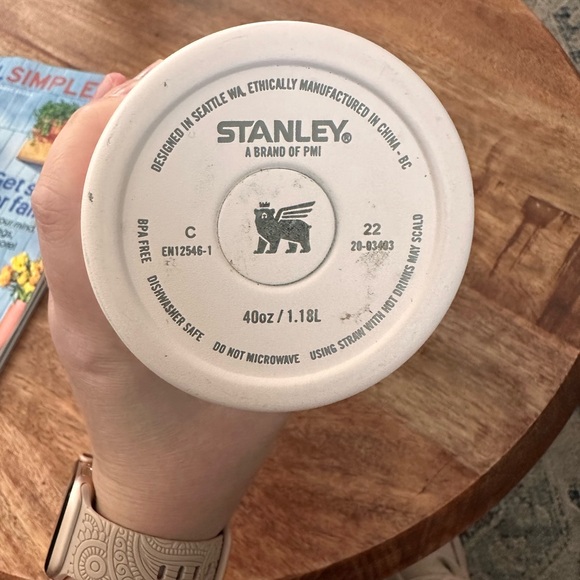 SIMPLE
DESIGNED IN SEATTLE WA, ETHICALLY MANUFACTURED IN CHINA - BC
STANLEY®
A BRAND OF PMI
C
EN12546-1
22
20-03403
40oz / 1.18L
BPA FREE DISHWASHER SAFE DO NOT MICROWAVE USING STRAW WITH HOT DRINKS MAY SCALD